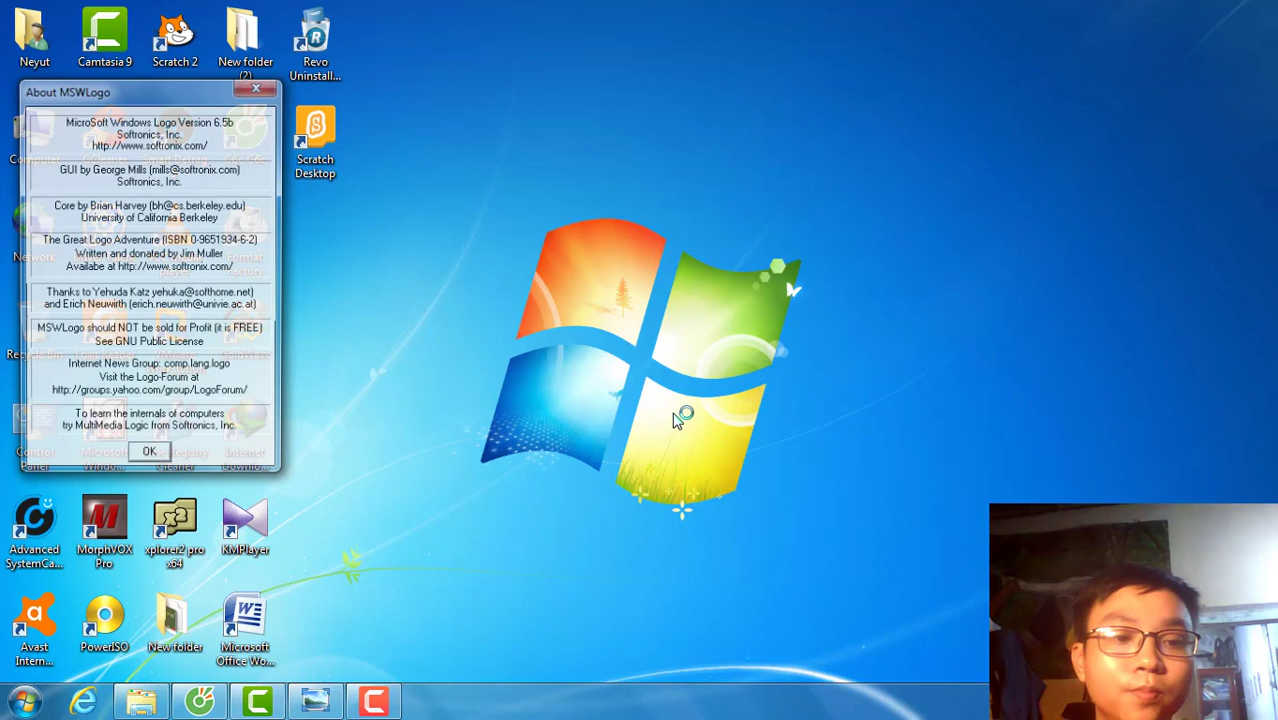 Neyut
Camtasia 9
Scratch 2
New folder
(2)
Revo
Uninstall...
About MSWLogo
MicroSoft Windows Logo Version 6.5b
Softronics, Inc.
http://www.softronix.com/
GUI by George Mills (mills@softronix.com)
Softronics, Inc.
Core by Brian Harvey (bh@cs.berkeley.edu)
University of California Berkeley
The Great Logo Adventure (ISBN 0-9651934-6-2)
Written and donated by Jim Muller
Availabe at http://www.softronix.com/
Thanks to Yehuda Katz yehuka@softhome.net)
and Erich Neuwirth (erich.neuwirth@univie.ac.at)
MSWLogo should NOT be sold for Profit (it is FREE)
See GNU Public License
Internet News Group: comp.lang.logo
Visit the Logo-Forum at
http://groups.yahoo.com/group/LogoForum/
To learn the internals of computers
try MultiMedia Logic from Softronics, Inc.
OK
Scratch
Desktop
Advanced
SystemCa...
MorphVOX
Pro
xplorer2 pro
x64
KMPlayer
Avast
Intern...
PowerISO
New folder
Microsoft
Office Wo...